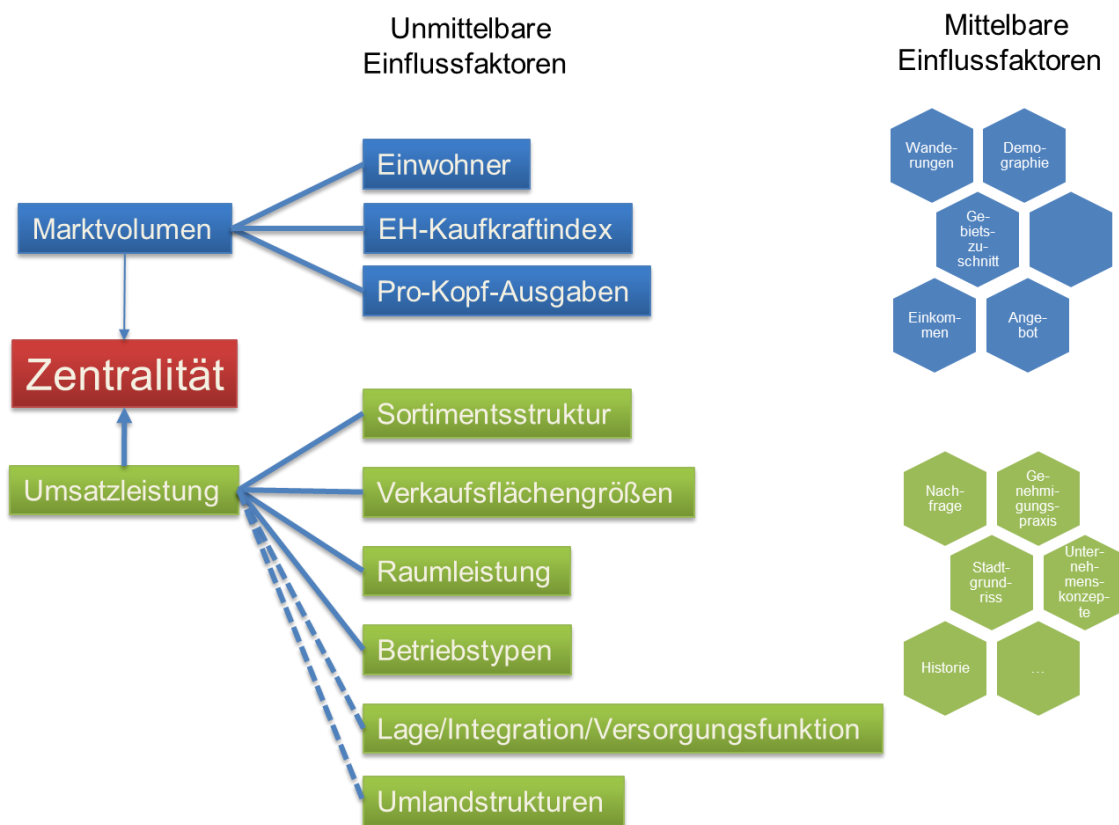 Unmittelbare
Einflussfaktoren
Mittelbare
Einflussfaktoren
Einwohner
Marktvolumen
EH-Kaufkraftindex
Pro-Kopf-Ausgaben
Wande-
rungen
Demo-
graphie
Ge-
biets-
zu-
schnitt
Einkom-
men
Ange-
bot
Zentralität
Sortimentsstruktur
Umsatzleistung
Verkaufsflächengrößen
Raumleistung
Betriebstypen
Lage/Integration/Versorgungsfunktion
Umlandstrukturen
Nach-
frage
Ge-
nehmi-
gungs-
praxis
Stadt-
grund-
riss
Unter-
neh-
mens-
konzep-
te
Historie
…